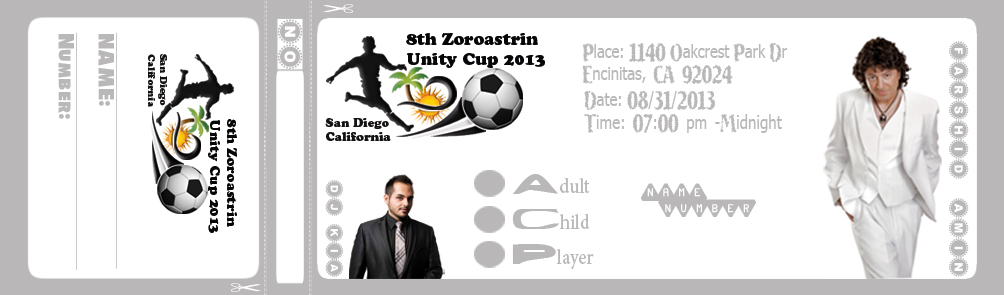 NAME:
NUMBER:
San Diego
California
8th Zoroastrin
Unity Cup 2013
NO
8th Zoroastrin
Unity Cup 2013
San Diego
California
Place: 1140 Oakcrest Park Dr
Encinitas, CA 92024
Date: 08/31/2013
Time: 07:00 pm -Midnight
DJ KIA
Adult
Child
Player
NAME
NUMBER
FARSHID AMIN